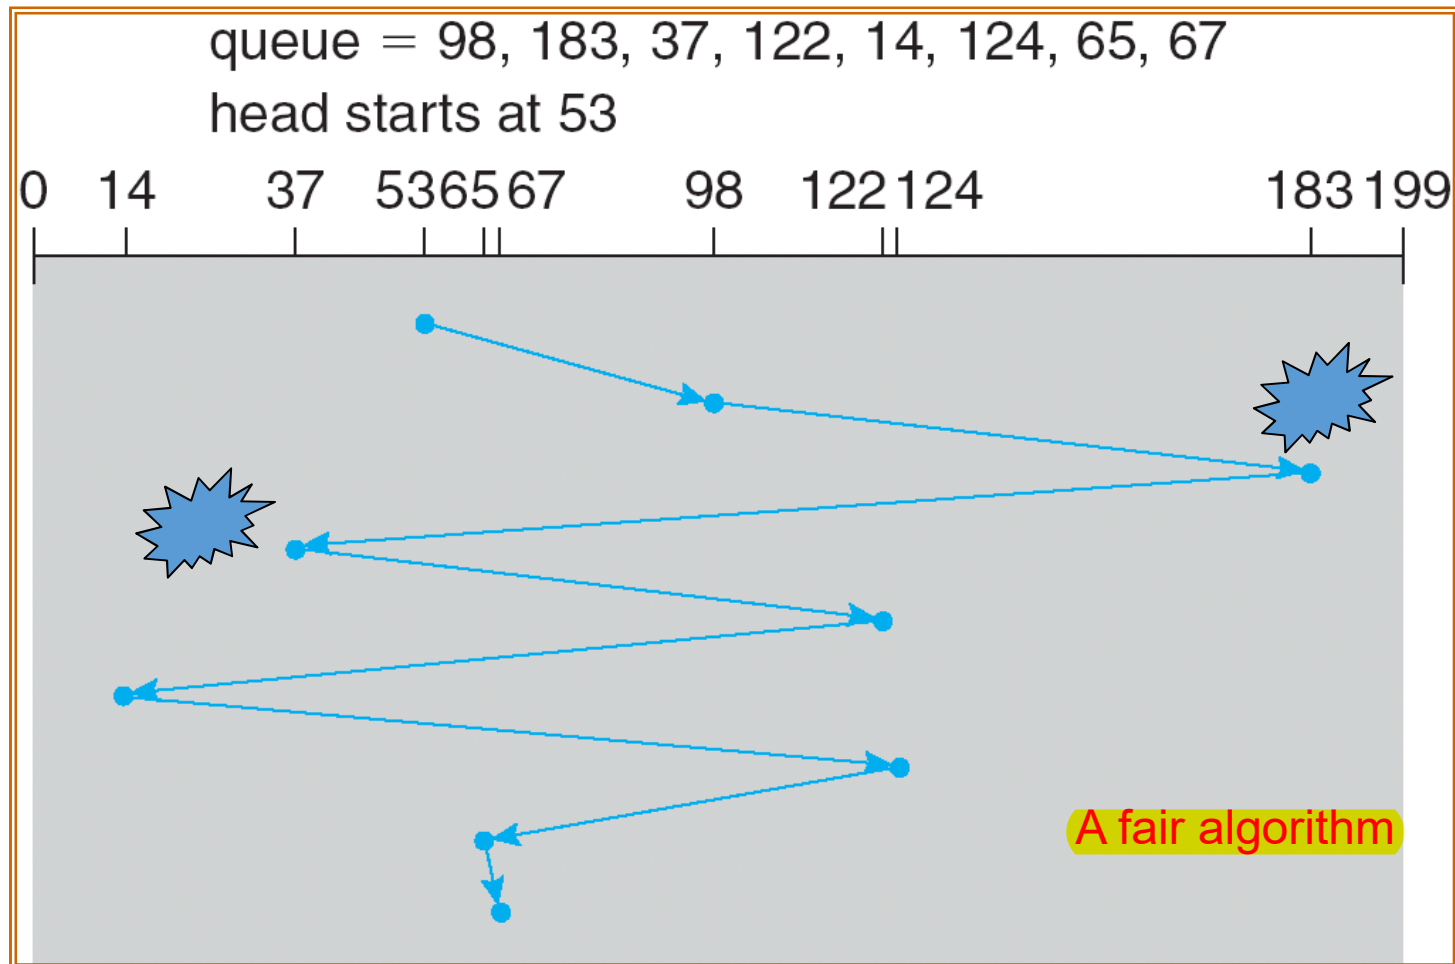 queue = 98, 183, 37, 122, 14, 124, 65, 67
head starts at 53
0 14 37 53 65 67 98 122 124 183 199
A fair algorithm